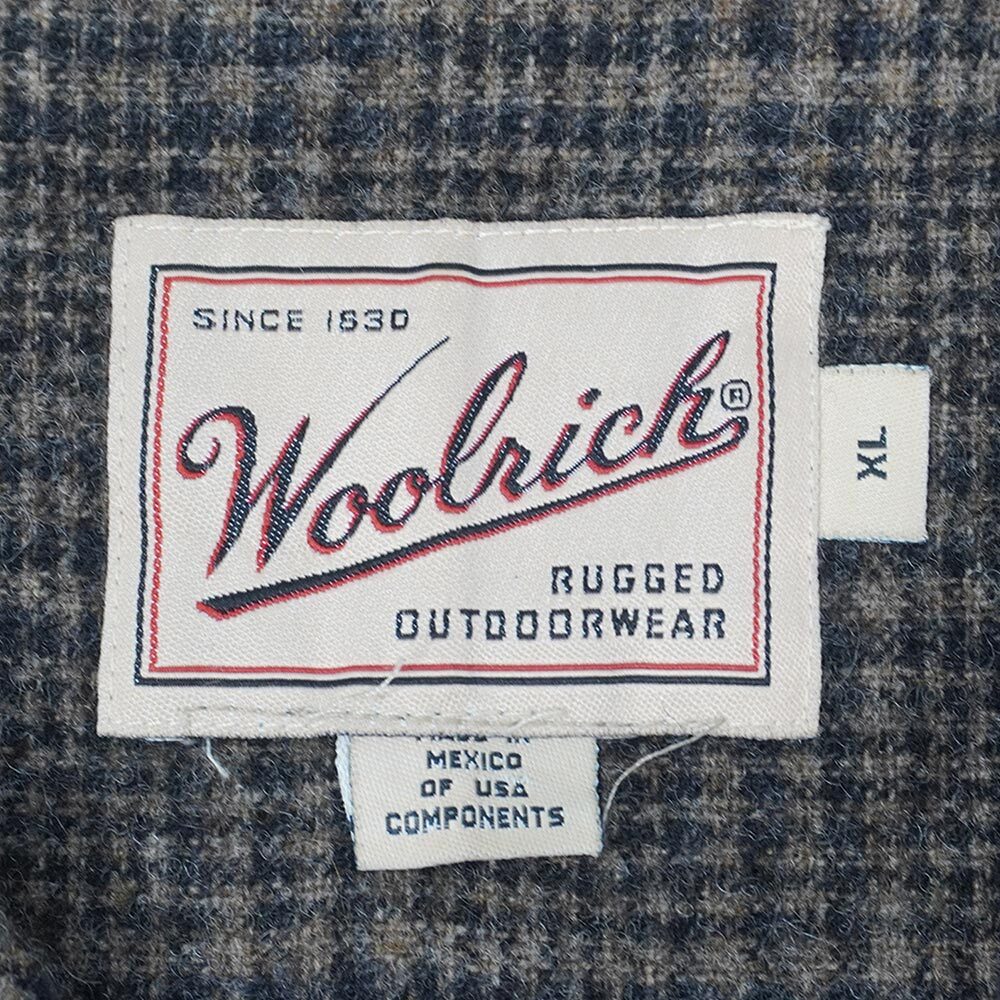 SINCE 1830
Woolrich®
RUGGED
OUTDOORWEAR
XL
MADE IN
MEXICO
OF USA
COMPONENTS